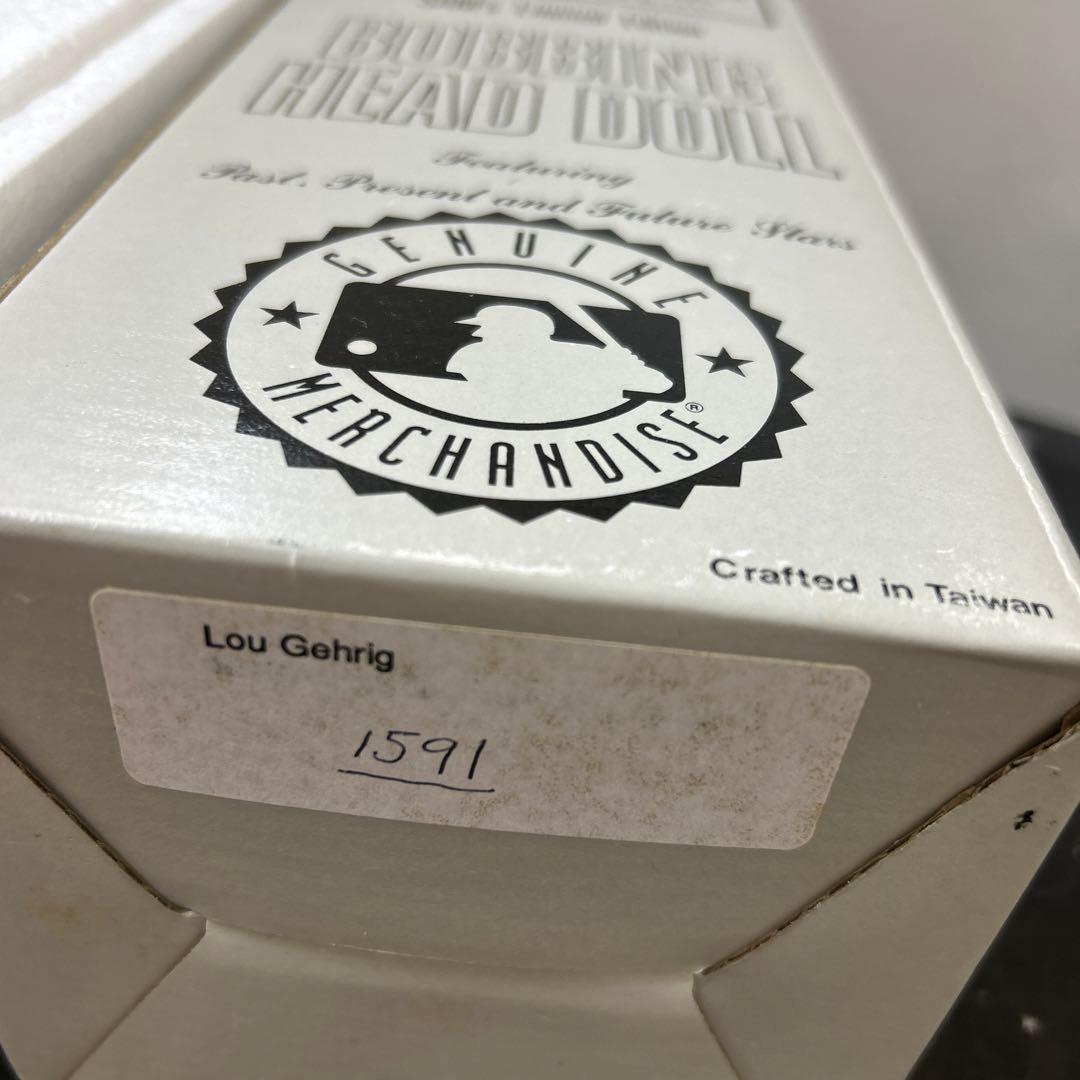 BOBBING
HEAD DOLL
Featuring
Past, Present and Future Stars
GENUINE
MERCHANDISE®
Crafted in Taiwan
Lou Gehrig
1591